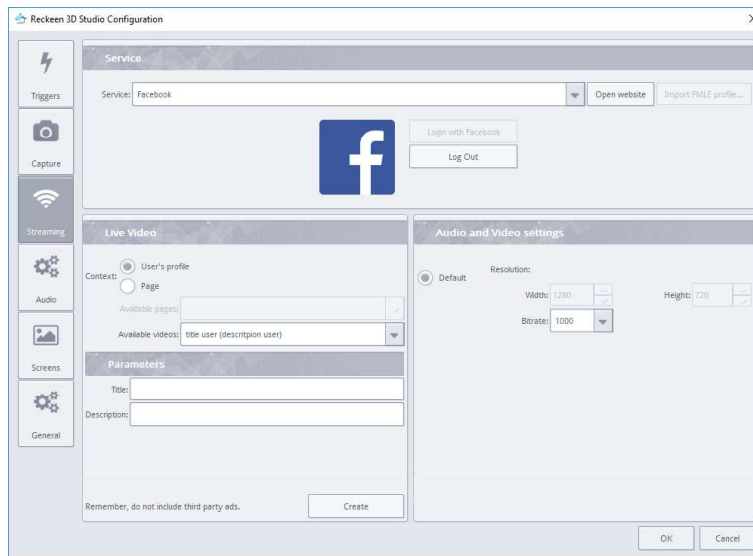 Reckeen 3D Studio Configuration
Triggers
Capture
Streaming
Audio
Screens
General
Service
Service: Facebook
Open website
Import FMLE profile...
Login with Facebook
Log Out
Live Video
Context: User's profile
Page
Available pages:
Available videos: title user (descritpion user)
Parameters
Title:
Description:
Remember, do not include third party ads.
Create
Audio and Video settings
Default
Resolution:
Width: 1280
Height: 720
Bitrate: 1000
OK
Cancel